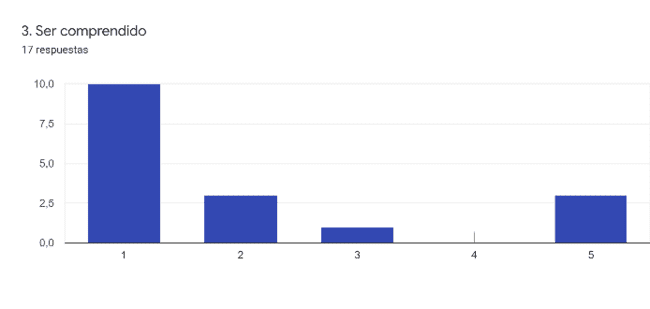 3. Ser comprendido
17 respuestas
10,0
7,5
5,0
2,5
0,0
1 2 3 4 5